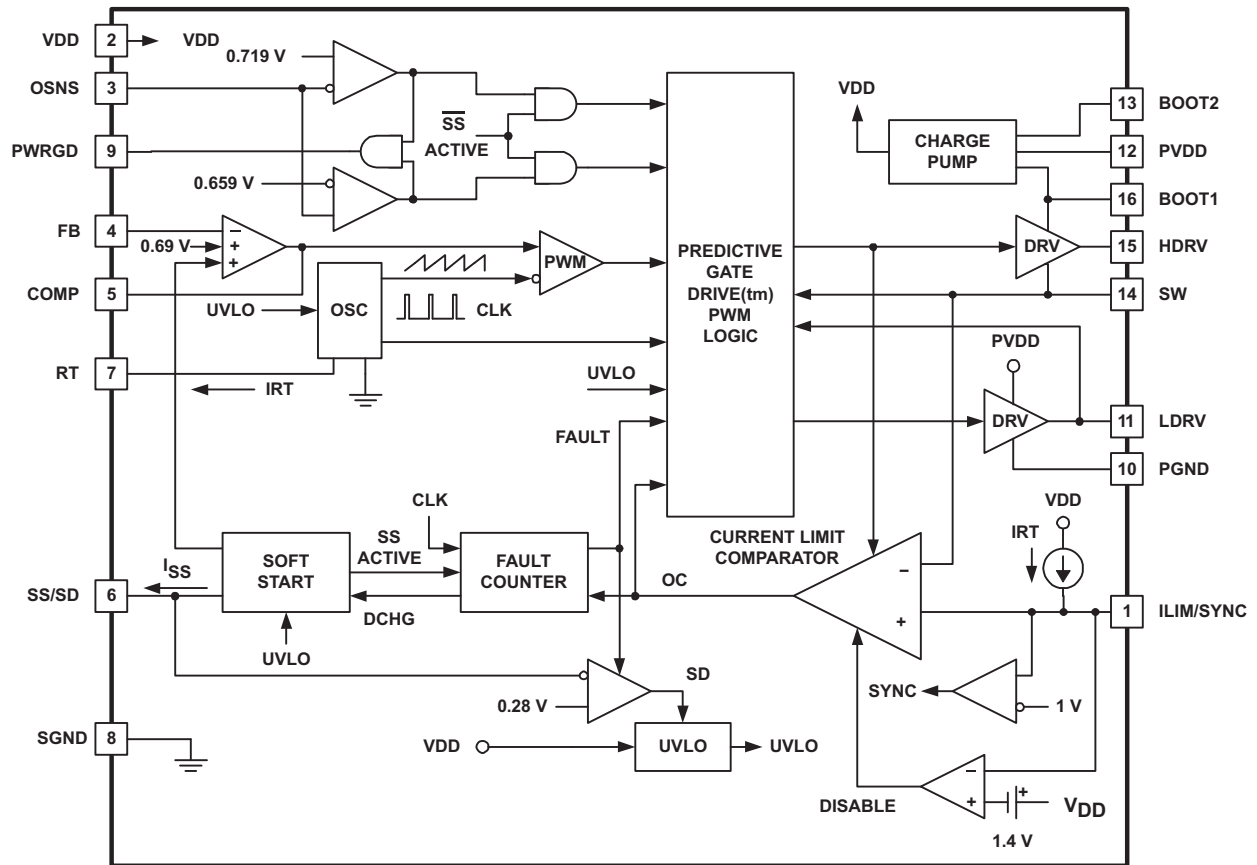 VDD 2 VDD
0.719 V
OSNS 3
PWRGD 9
SS
ACTIVE
0.659 V
FB 4
0.69 V
−
+
+
COMP 5
UVLO
OSC
CLK
PWM
RT 7
IRT
UVLO
FAULT
PREDICTIVE
GATE
DRIVE(tm)
PWM
LOGIC
VDD
CHARGE
PUMP
13 BOOT2
12 PVDD
16 BOOT1
DRV
15 HDRV
14 SW
PVDD
DRV
11 LDRV
10 PGND
CLK
SOFT
START
SS
ACTIVE
FAULT
COUNTER
DCHG
ISS
SS/SD 6
UVLO
OC
CURRENT LIMIT
COMPARATOR
−
+
VDD
IRT
1 ILIM/SYNC
SYNC
1 V
0.28 V
SD
SGND 8
VDD
UVLO
UVLO
DISABLE
−
+
+
VDD
1.4 V